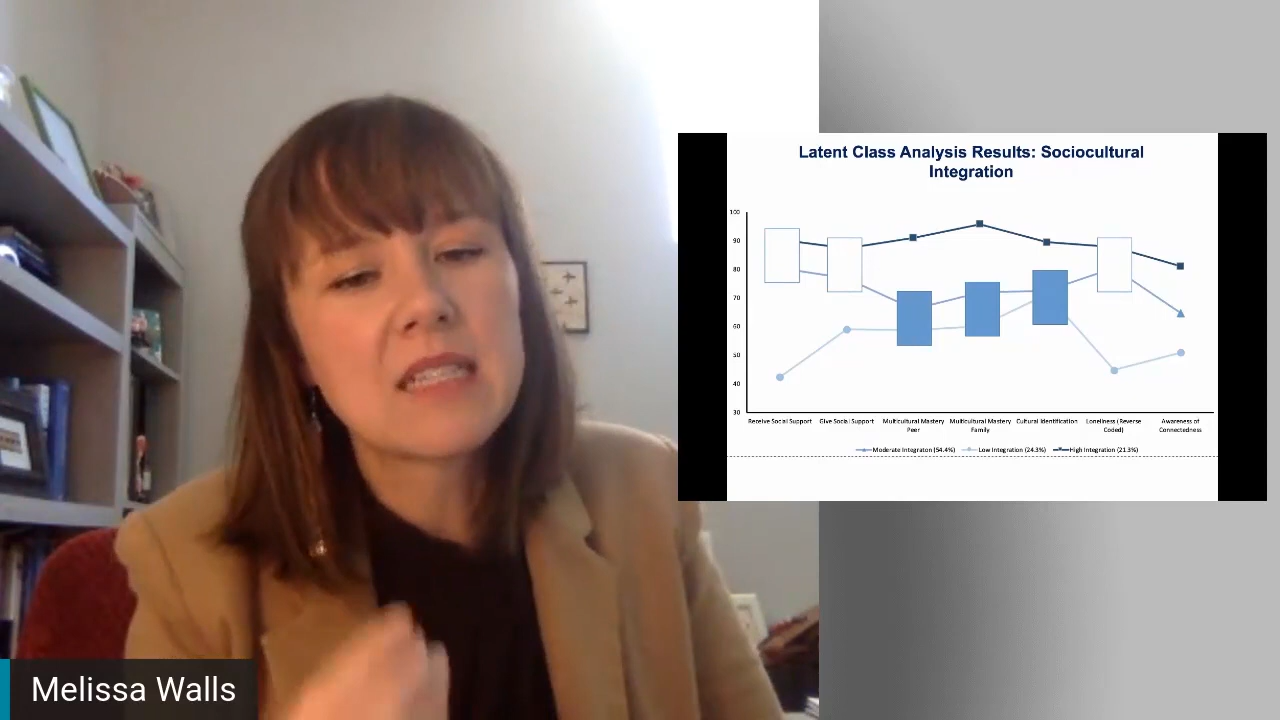 Latent Class Analysis Results: Sociocultural
Integration
100
90
80
70
60
50
40
30
Receive Social Support
Give Social Support
Multicultural Mastery
Peer
Multicultural Mastery
Family
Cultural Identification
Loneliness (Reverse
Coded)
Awareness of
Connectedness
Moderate Integraton (54.4%)
Low Integration (24.3%)
High Integration (21.3%)
Melissa Walls